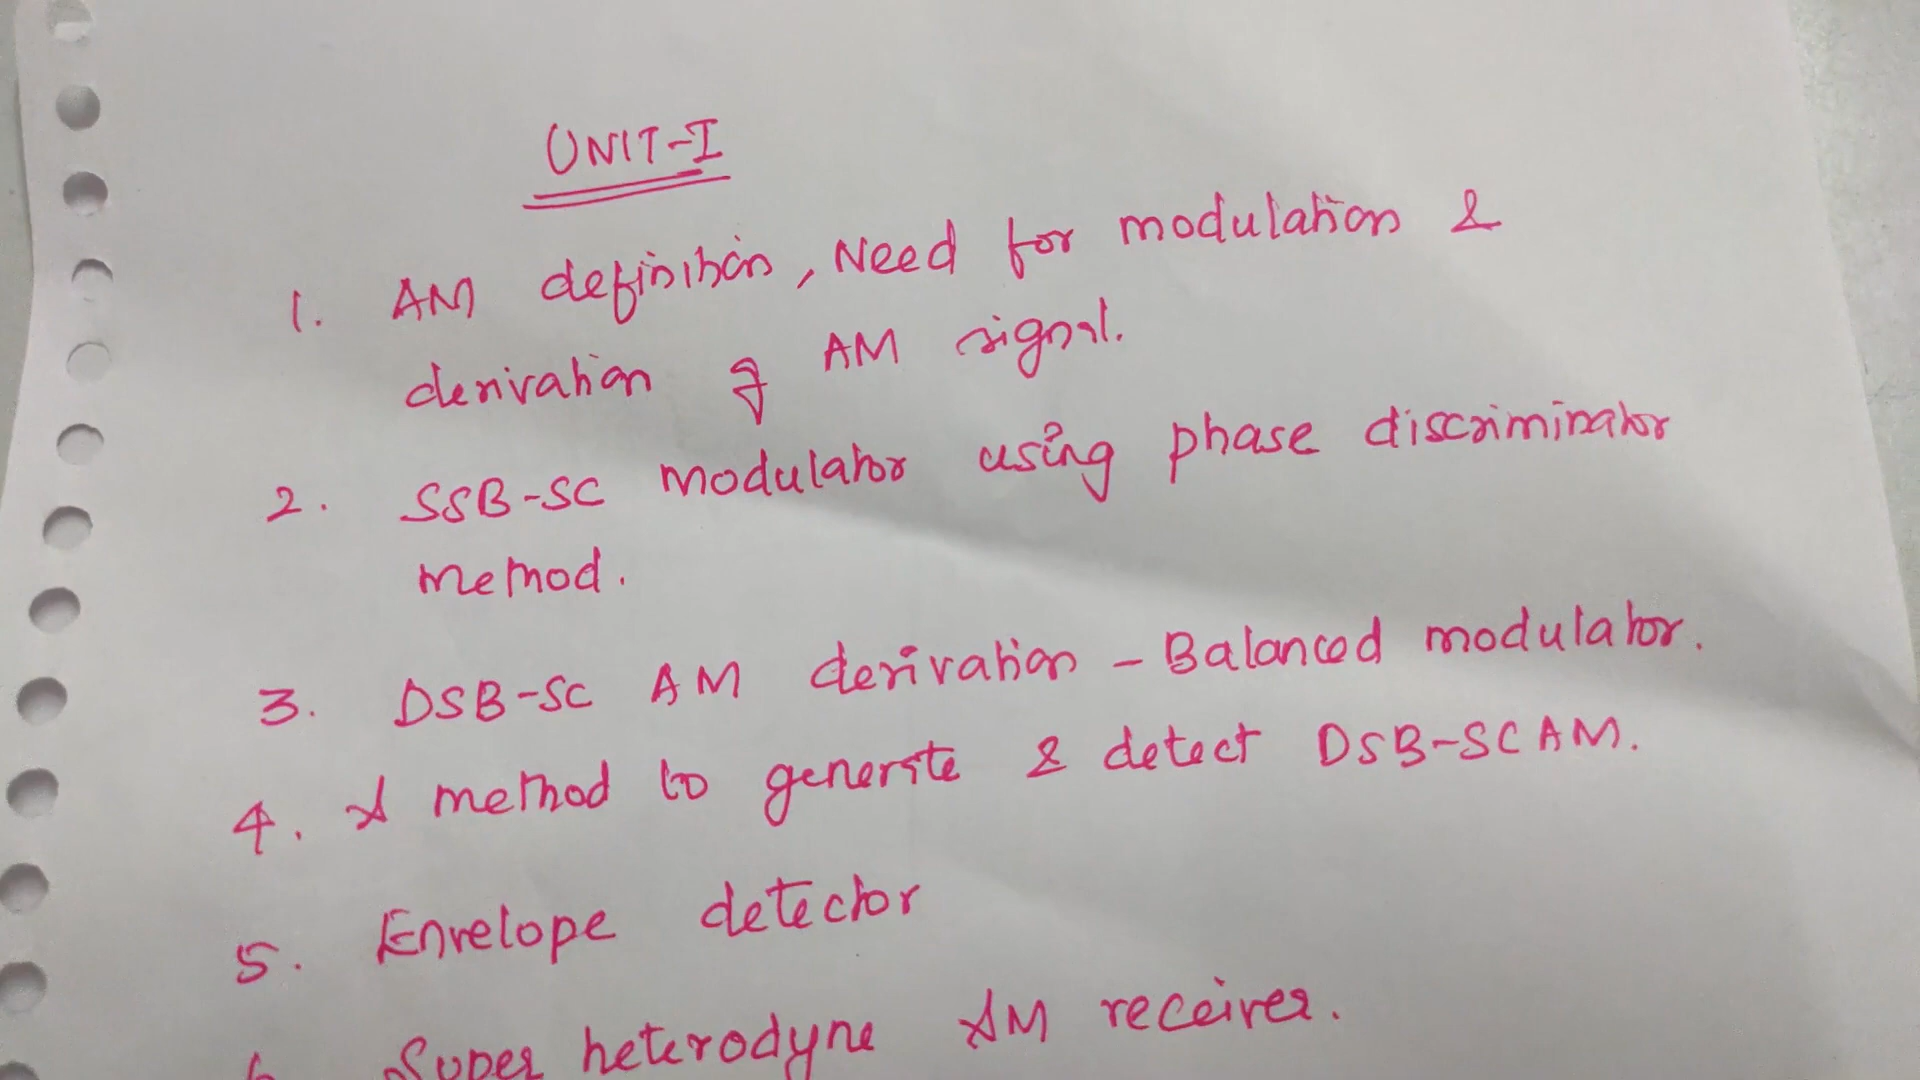 UNIT-I
1. AM definition, Need for modulation &
derivation of AM signal.
2. SSB-SC modulator using phase discriminator
method.
3. DSB-SC AM derivation - Balanced modulator.
4. A method to generate & detect DSB-SC AM.
5. Envelope detector
6. Super heterodyne AM receiver.